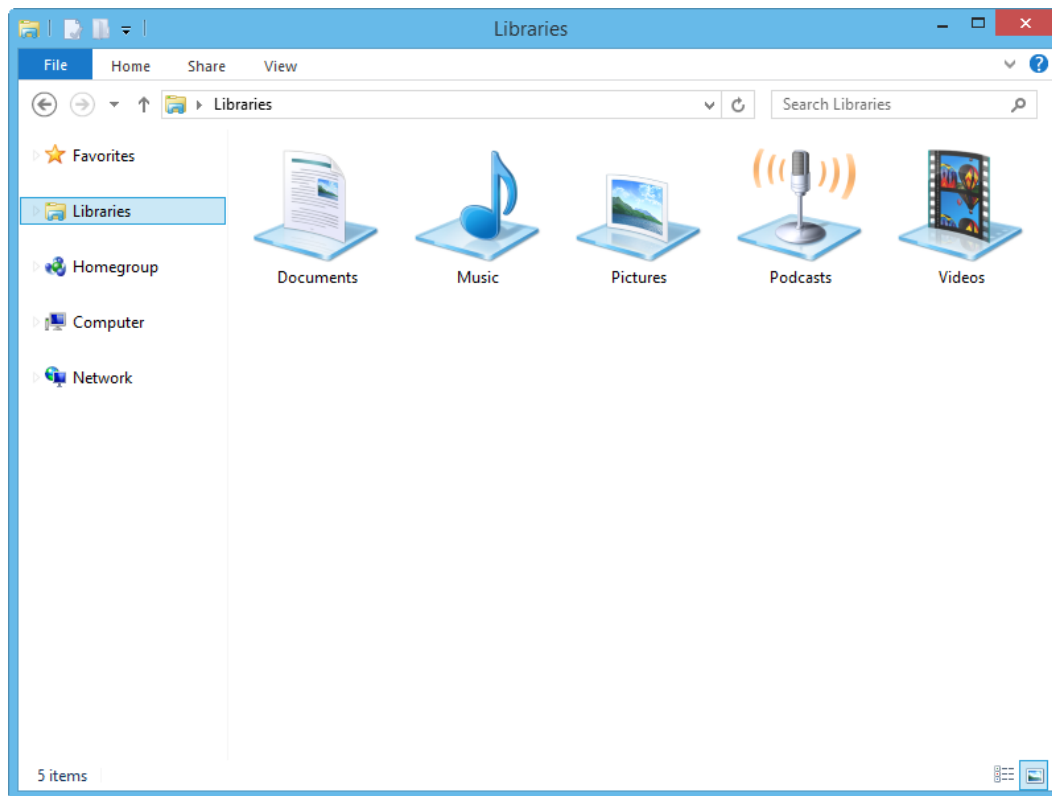 Libraries
File Home Share View
Libraries Search Libraries
Favorites
Libraries
Homegroup
Computer
Network
Documents Music Pictures Podcasts Videos
5 items